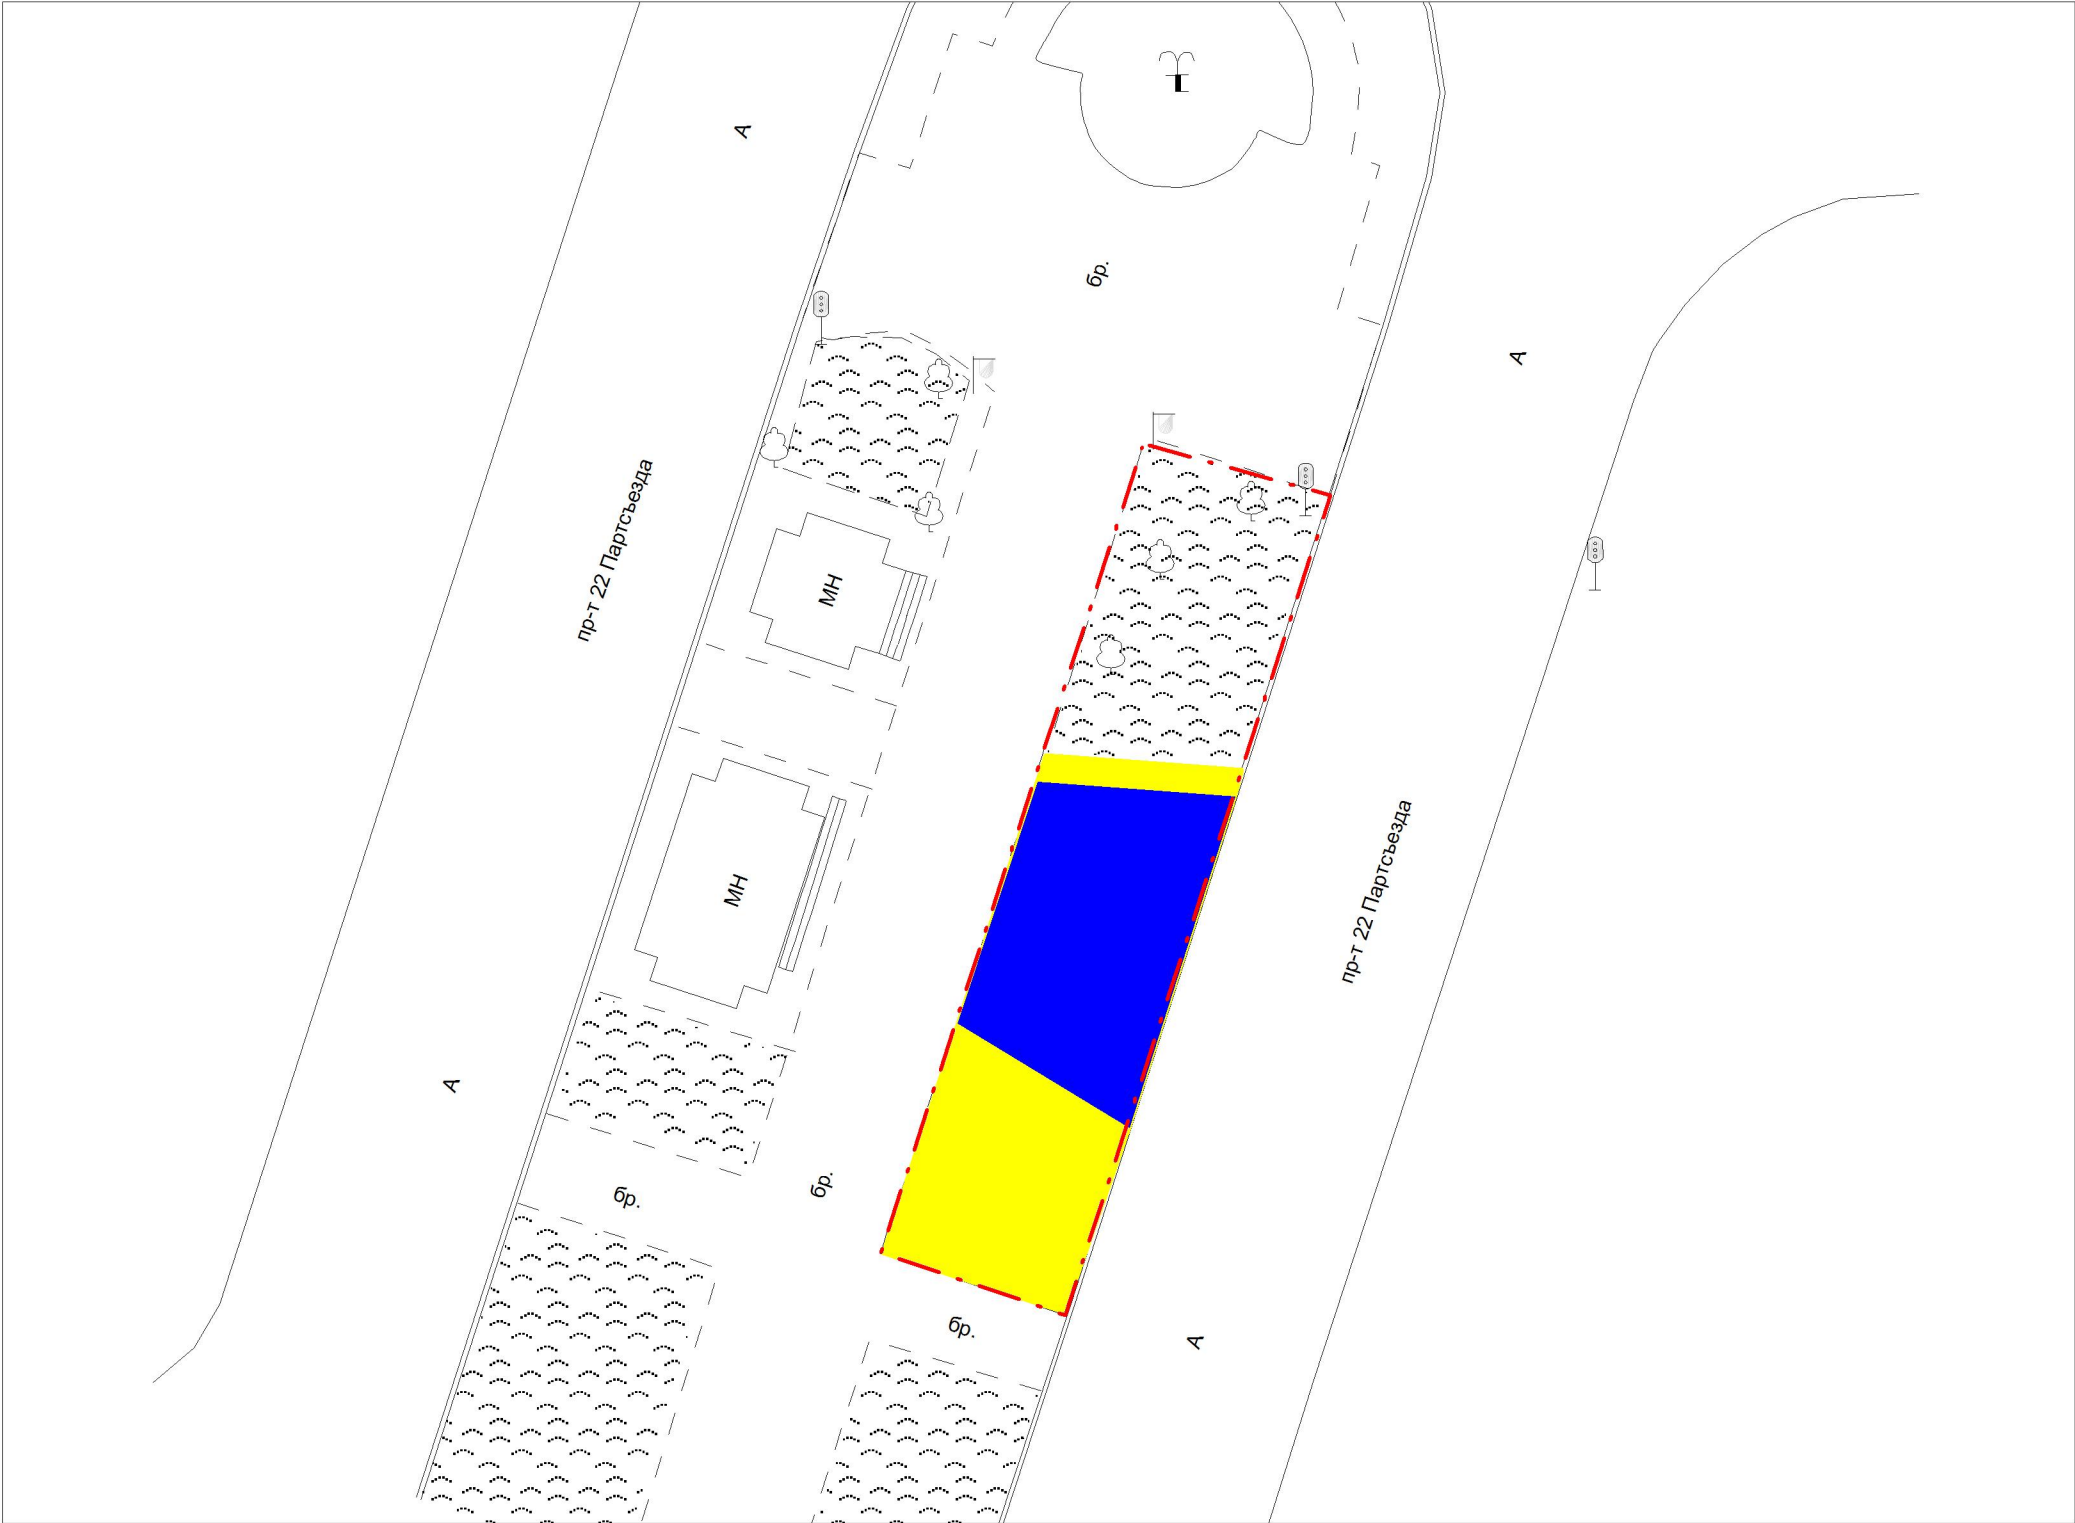 А
бр.
А
пр-т 22 Партсъезда
МН
МН
пр-т 22 Партсъезда
А
бр.
бр.
бр.
А